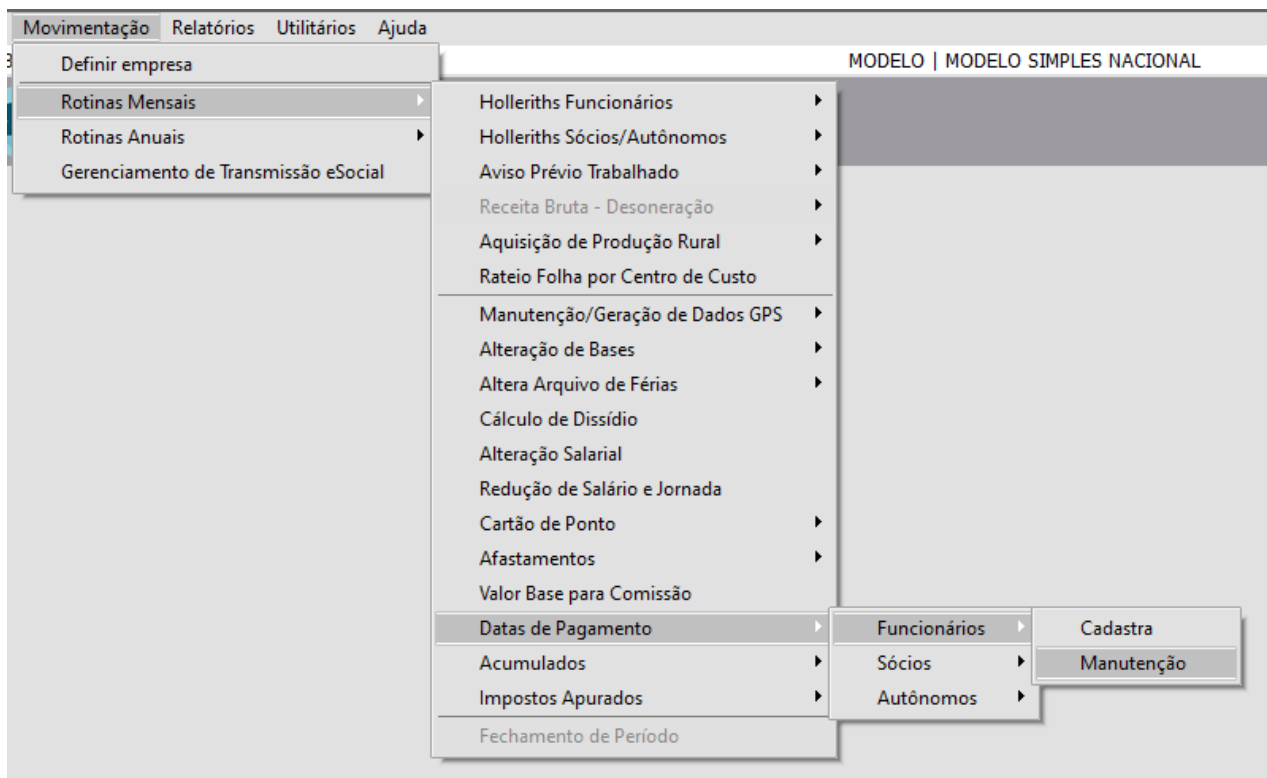 Movimentação Relatórios Utilitários Ajuda
MODELO | MODELO SIMPLES NACIONAL
Definir empresa
Rotinas Mensais
Rotinas Anuais
Gerenciamento de Transmissão eSocial
Holleriths Funcionários
Holleriths Sócios/Autônomos
Aviso Prévio Trabalhado
Receita Bruta - Desoneração
Aquisição de Produção Rural
Rateio Folha por Centro de Custo
Manutenção/Geração de Dados GPS
Alteração de Bases
Altera Arquivo de Férias
Cálculo de Dissídio
Alteração Salarial
Redução de Salário e Jornada
Cartão de Ponto
Afastamentos
Valor Base para Comissão
Datas de Pagamento
Acumulados
Impostos Apurados
Fechamento de Período
Funcionários
Sócios
Autônomos
Cadastra
Manutenção